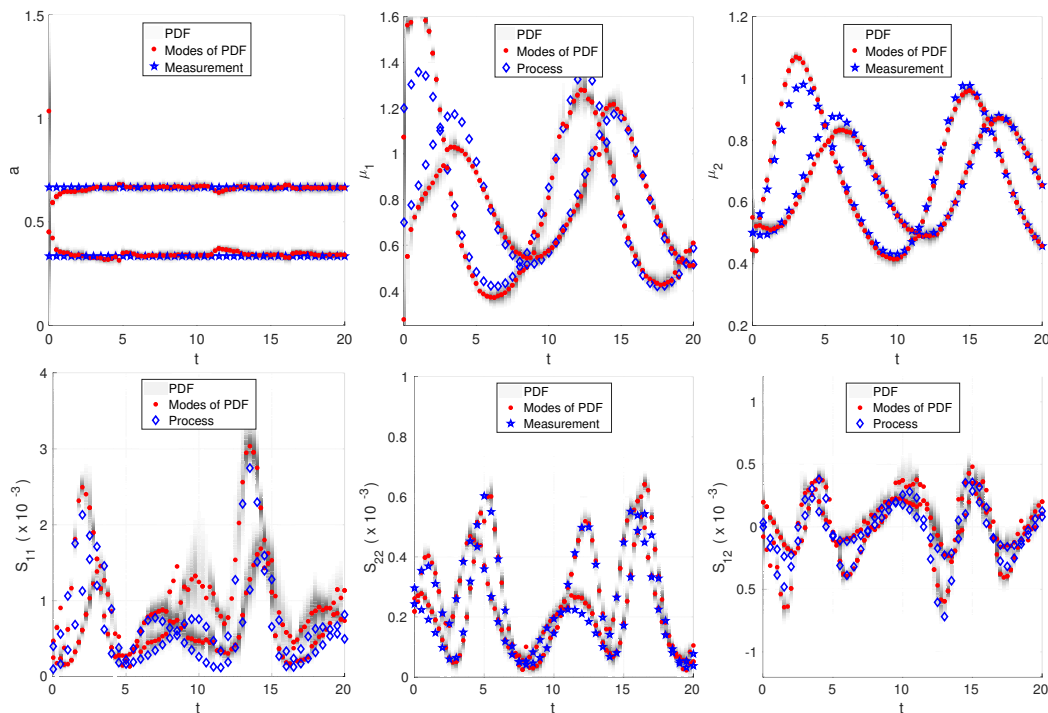 PDF
Modes of PDF
Measurement
1.5
1
0.5
0
a
0 5 10 15 20
t
PDF
Modes of PDF
Process
1.6
1.4
1.2
1
0.8
0.6
0.4
μ1
0 5 10 15 20
t
PDF
Modes of PDF
Measurement
1.2
1
0.8
0.6
0.4
0.2
μ2
0 5 10 15 20
t
PDF
Modes of PDF
Process
4
3
2
1
0
S11 (x 10 -3)
0 5 10 15 20
t
PDF
Modes of PDF
Measurement
1
0.8
0.6
0.4
0.2
0
S22 (x 10 -3)
0 5 10 15 20
t
PDF
Modes of PDF
Process
1
0.5
0
0.5
-1
S12 (x 10 -3)
0 5 10 15 20
t